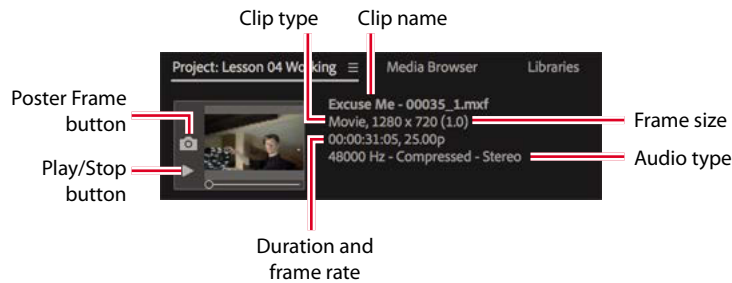 Clip type
Clip name
Project: Lesson 04 Working
Media Browser
Libraries
Poster Frame
button
Excuse Me - 00035_1.mxf
Movie, 1280 x 720 (1.0)
Frame size
00:00:31:05, 25.00p
48000 Hz - Compressed - Stereo
Audio type
Play/Stop
button
Duration and
frame rate